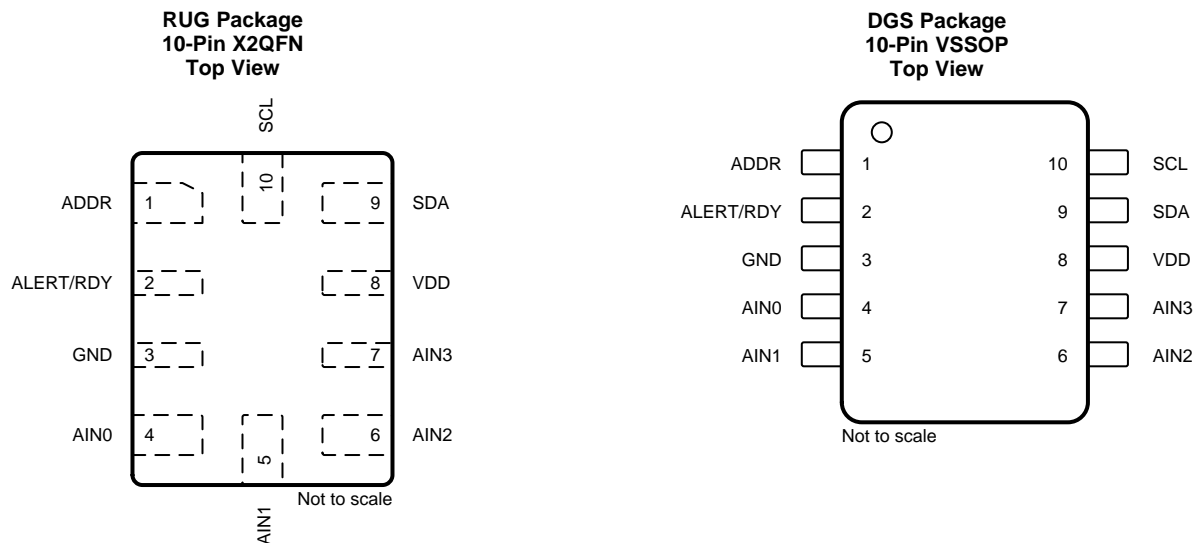 RUG Package
10-Pin X2QFN
Top View
SCL
10
ADDR 1 9 SDA
ALERT/RDY 2 8 VDD
GND 3 7 AIN3
AIN0 4 6 AIN2
5
AIN1
Not to scale
DGS Package
10-Pin VSSOP
Top View
ADDR 1 10 SCL
ALERT/RDY 2 9 SDA
GND 3 8 VDD
AIN0 4 7 AIN3
AIN1 5 6 AIN2
Not to scale